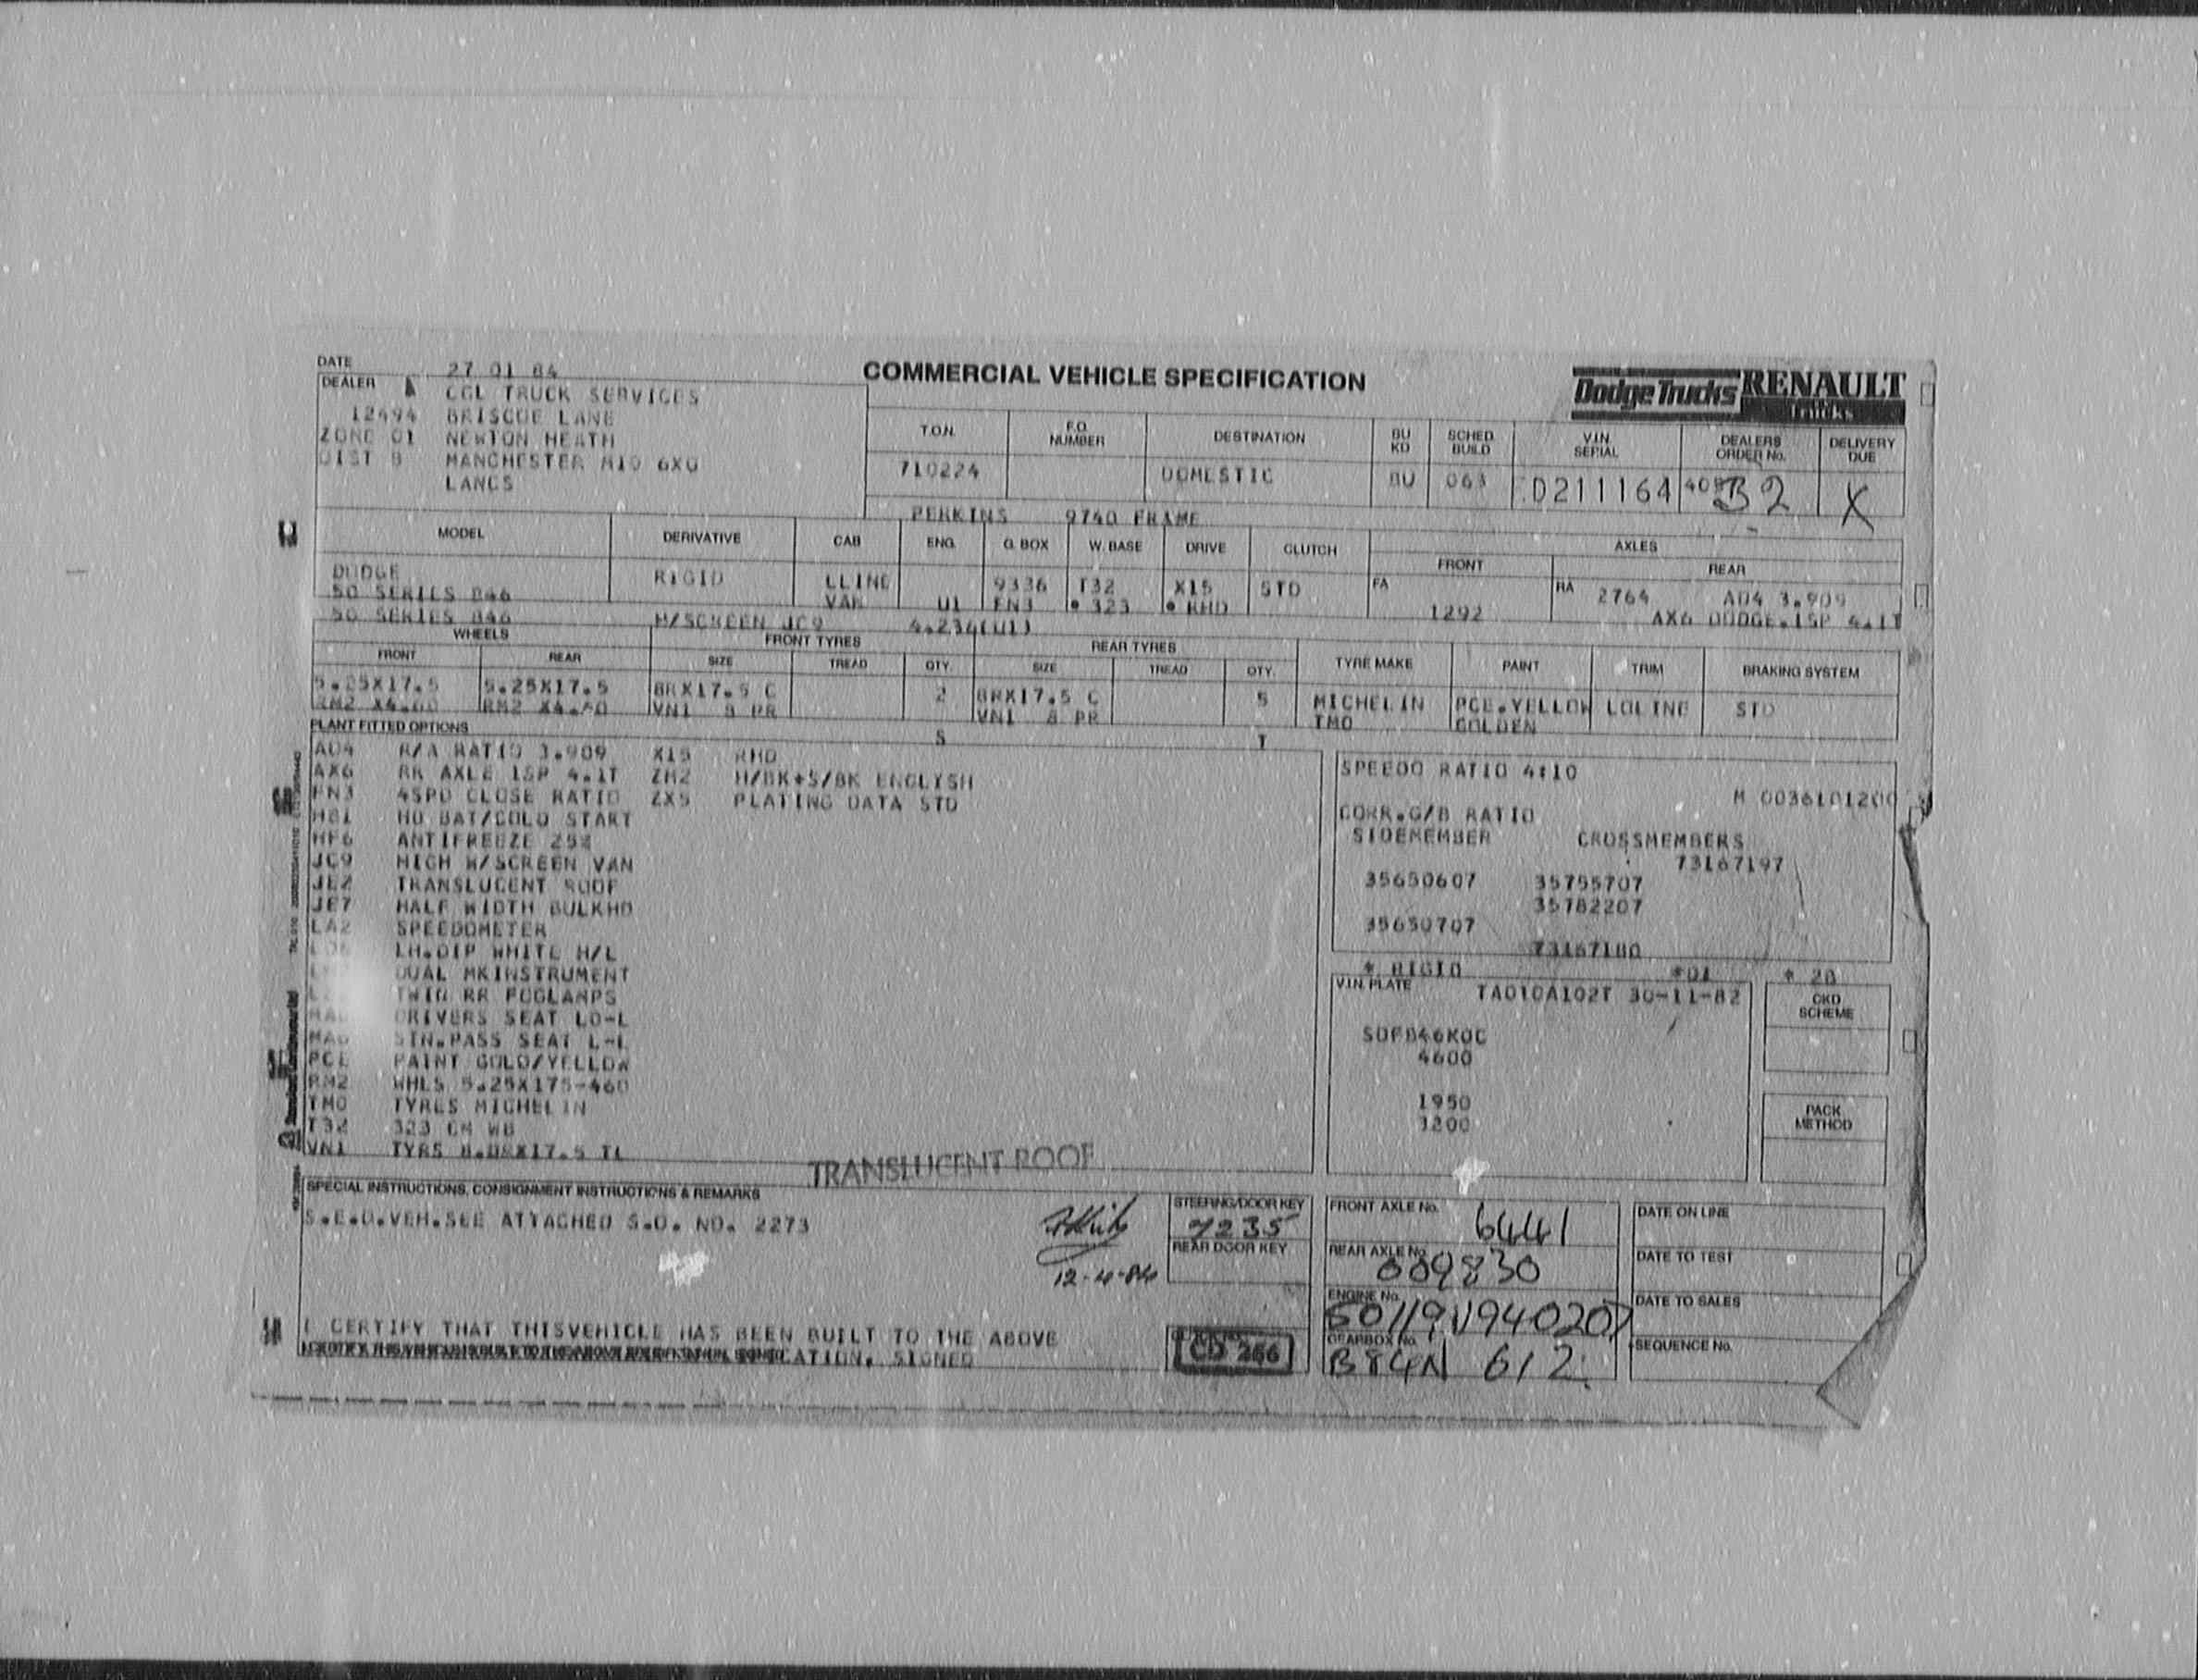 COMMERCIAL VEHICLE SPECIFICATION
Dodge Trucks RENAULT
DATE 27 01 84
DEALER CGL TRUCK SERVICES
12494 BRISCOE LANE
ZONE 01 NEWTON HEATH
DIST B MANCHESTER M10 6XG
LANCS
T.O.N. F.O. NUMBER DESTINATION BU KD SCHED. BUILD V.I.N. SERIAL DEALERS ORDER No. DELIVERY DUE
710224 DOMESTIC BU 063 D211164 B2 X
PERKINS 9740 FRAME
MODEL DERIVATIVE CAB ENG. G. BOX W. BASE DRIVE CLUTCH AXLES
FRONT REAR
DODGE RIGID LLINE 9336 T32 X15 STD FA RA 2764 A04 3.909
50 SERIES B46 VAN U1 FN3 * 323 * RHD 1292 AX6 DODGE.1SP 4.1T
50 SERIES B46 W/SCREEN JC9 4.236(U1)
WHEELS FRONT TYRES REAR TYRES
FRONT REAR SIZE TREAD QTY. SIZE TREAD QTY. TYRE MAKE PAINT TRIM BRAKING SYSTEM
5.25X17.5 5.25X17.5 8RX17.5 C 2 8RX17.5 C 5 MICHELIN PCE.YELLOW LOLINE STD
RM2 X4.60 RM2 X4.60 VN1 8 PR VN1 8 PR TMO GOLDEN
PLANT FITTED OPTIONS S T
A04 R/A RATIO 3.909 X15 RHD
AX6 RR AXLE 1SP 4.1T ZH2 H/BK+S/BK ENGLISH
FN3 4SPD CLOSE RATIO ZX5 PLATING DATA STD
HB1 HD BAT/COLD START
HF6 ANTIFREEZE 25%
JC9 HIGH W/SCREEN VAN
JE2 TRANSLUCENT ROOF
JE7 HALF WIDTH BULKHD
LA2 SPEEDOMETER
LH.DIP WHITE H/L
DUAL MKINSTRUMENT
TWIN RR FOGLAMPS
DRIVERS SEAT LO-L
SIN.PASS SEAT L-L
PCE PAINT GOLD/YELLOW
RM2 WHLS 5.25X175-460
TMO TYRES MICHELIN
T32 323 CM WB
VN1 TYRS 8.0RX17.5 TL
TRANSLUCENT ROOF
SPEEDO RATIO 4:10
M 0036101200
CORR.G/B RATIO
SIDEMEMBER CROSSMEMBERS
73167197
35650607 35795707
35782207
35650707
73167180
* RIGID *01 * 28
V.I.N. PLATE TA010A102T 30-11-82
CKD SCHEME
SDFB46K0C
4600
1950
1200
PACK METHOD
SPECIAL INSTRUCTIONS, CONSIGNMENT INSTRUCTIONS & REMARKS
S.E.O.VEH.SEE ATTACHED S.O. NO. 2273
12-4-84
STEERING/DOOR KEY
7235
REAR DOOR KEY
FRONT AXLE No. 6441
REAR AXLE No. 009830
ENGINE No.
GEARBOX No.
B84N 612
DATE ON LINE
DATE TO TEST
DATE TO SALES
SEQUENCE No.
I CERTIFY THAT THISVEHICLE HAS BEEN BUILT TO THE ABOVE
SIGNED
CD 266